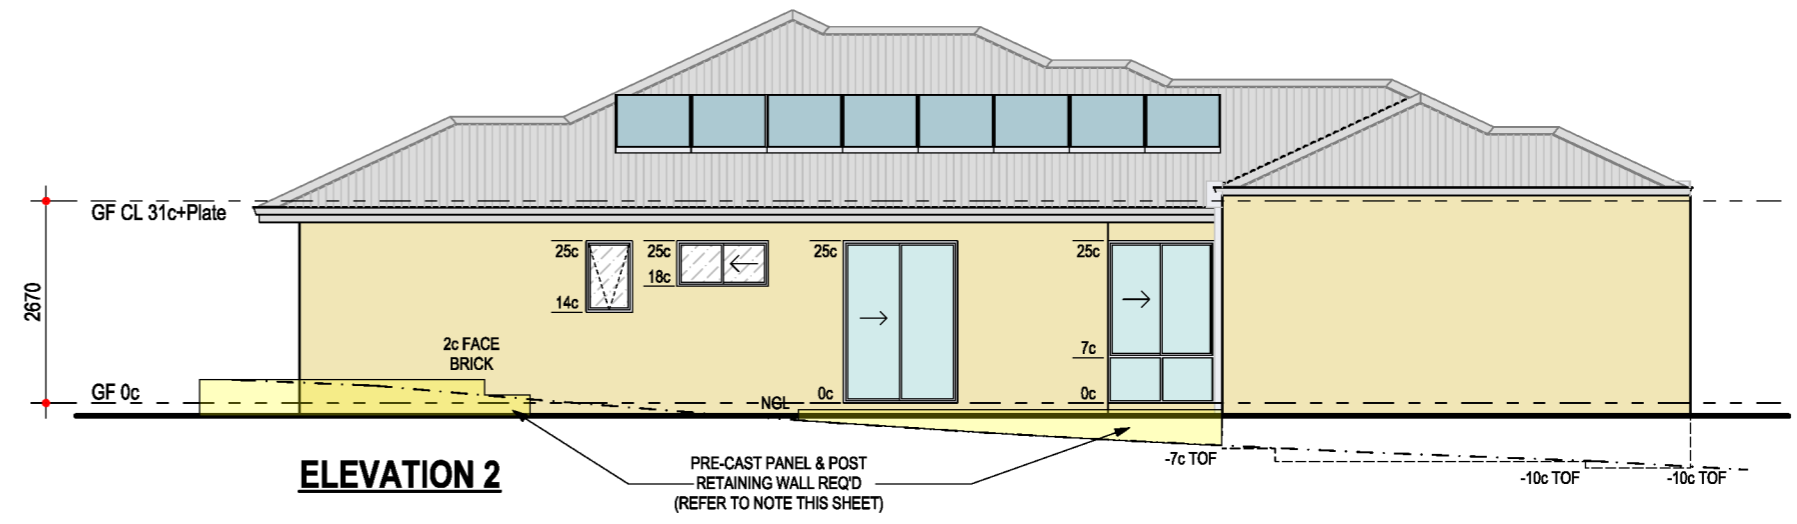 GF CL 31c+Plate
2670
25c
14c
25c
18c
25c
0c
25c
7c
0c
2c FACE
BRICK
GF 0c
NGL
ELEVATION 2
PRE-CAST PANEL & POST
RETAINING WALL REQ'D
(REFER TO NOTE THIS SHEET)
-7c TOF
-10c TOF
-10c TOF